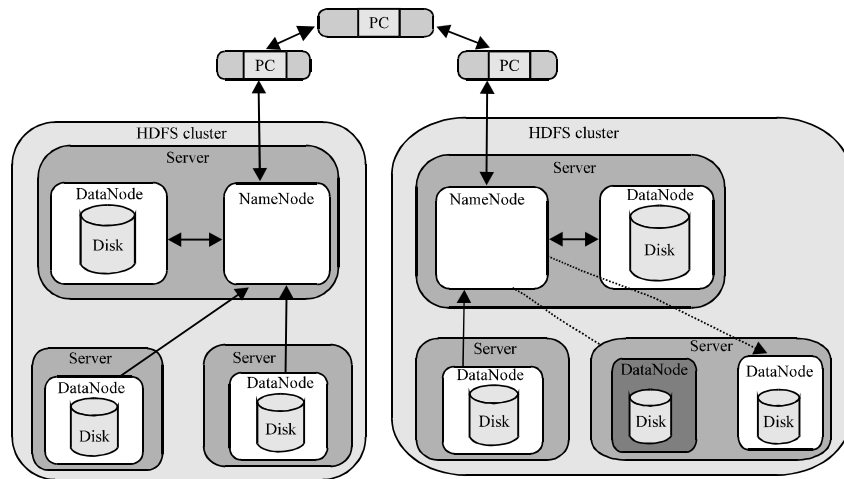 PC
PC
PC
HDFS cluster
Server
DataNode
Disk
NameNode
Server
DataNode
Disk
Server
DataNode
Disk
HDFS cluster
Server
NameNode
DataNode
Disk
Server
DataNode
Disk
Server
DataNode
Disk
DataNode
Disk